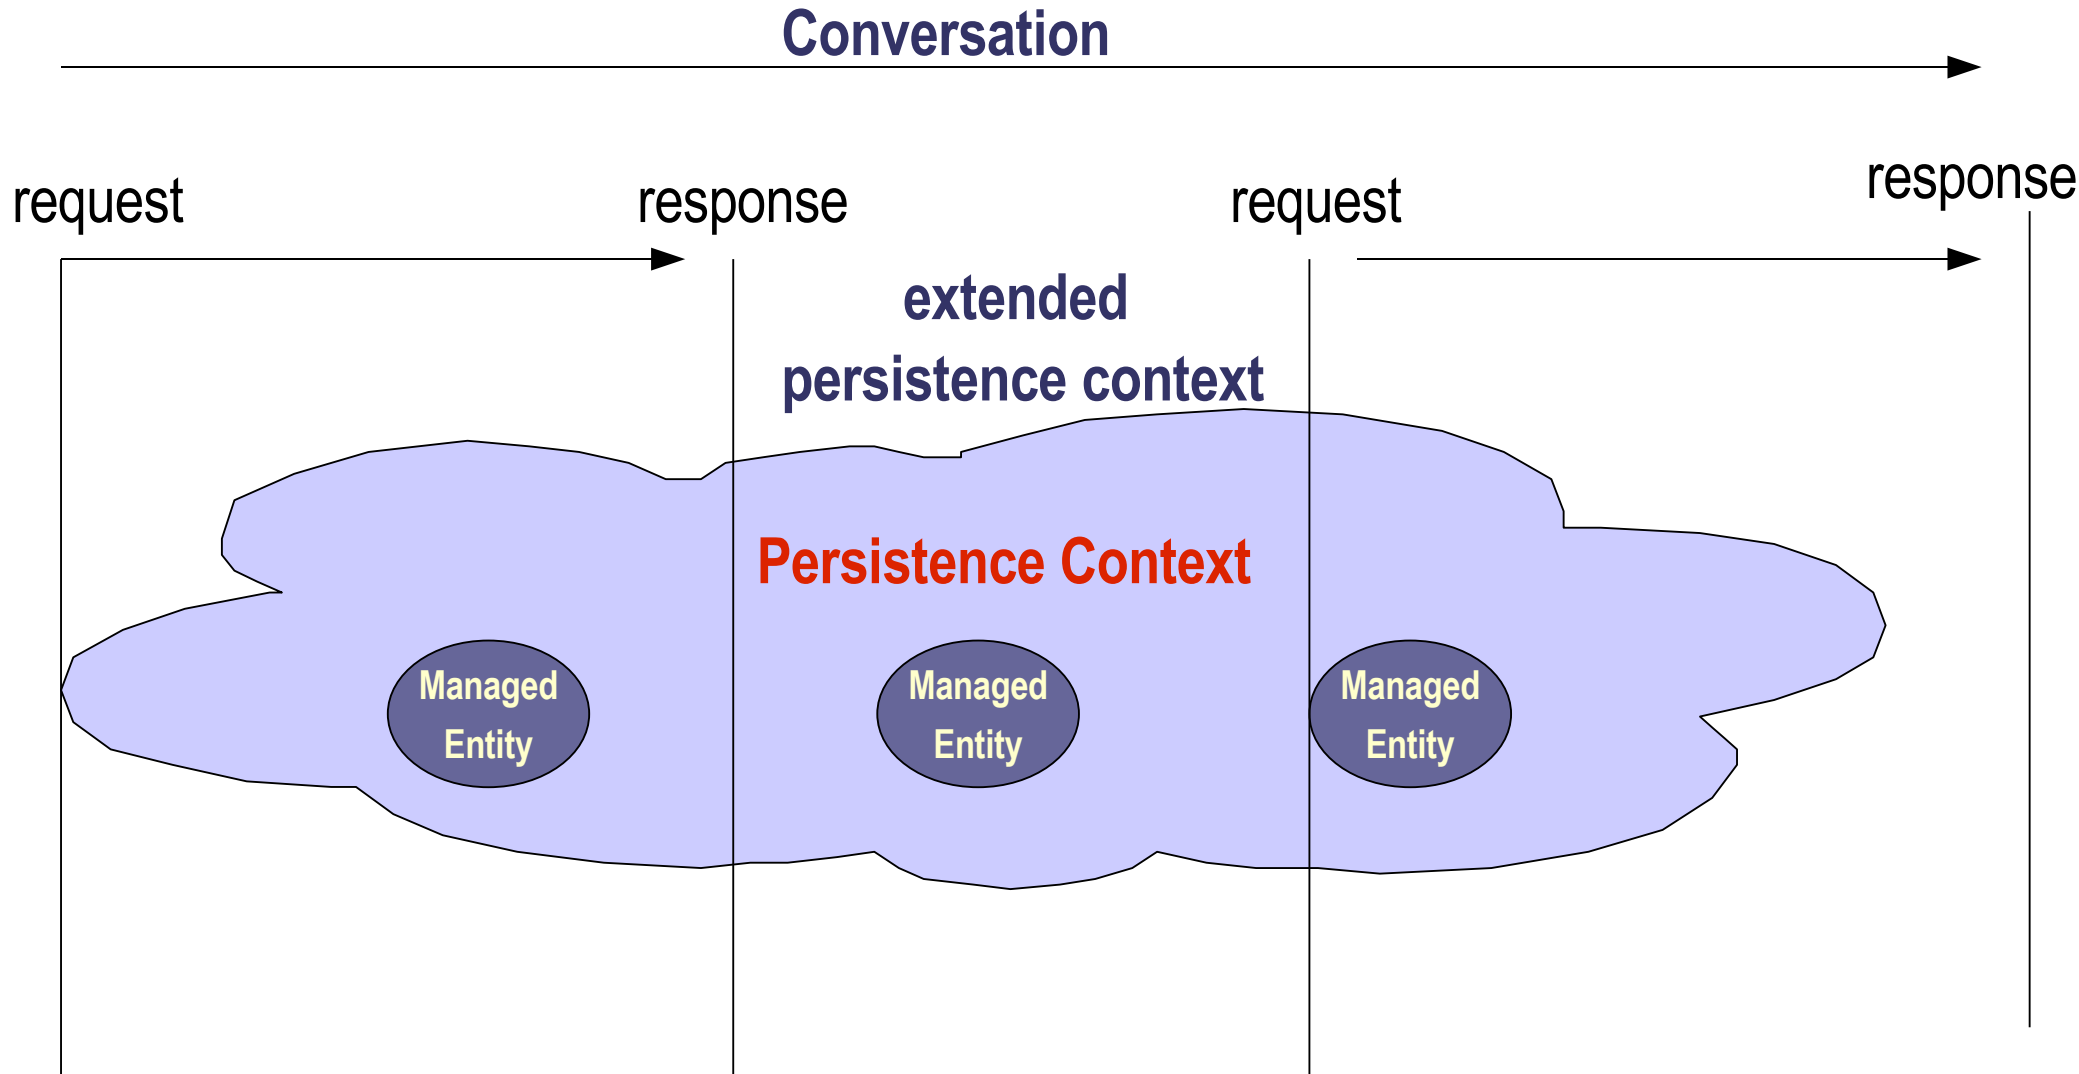 Conversation
request
response
request
response
extended
persistence context
Persistence Context
Managed
Entity
Managed
Entity
Managed
Entity